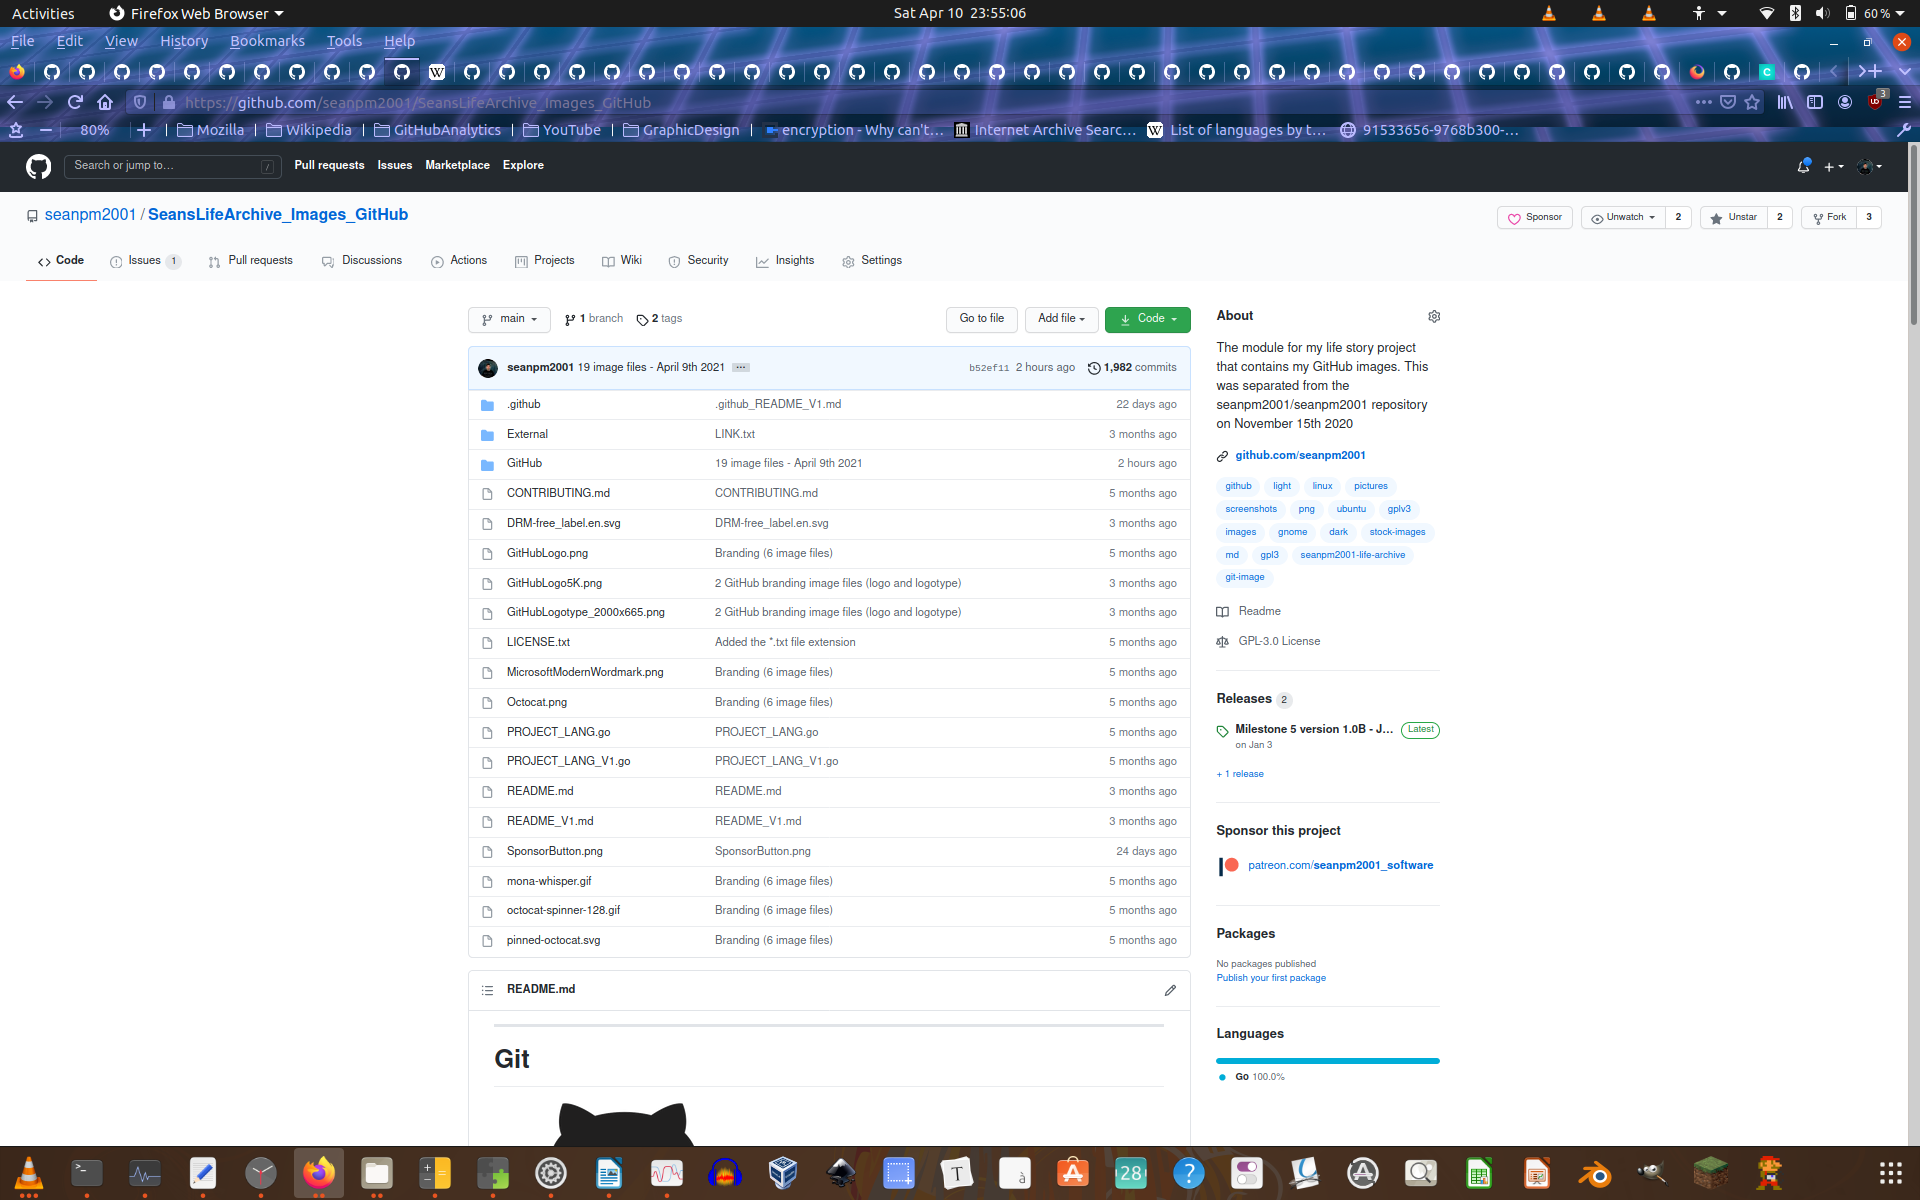 Activities Firefox Web Browser Sat Apr 10 23:55:06 60 %
File Edit View History Bookmarks Tools Help
https://github.com/seanpm2001/SeansLifeArchive_Images_GitHub 3
80% Mozilla Wikipedia GitHubAnalytics YouTube GraphicDesign encryption - Why can't… Internet Archive Searc… List of languages by t… 91533656-9768b300-…
Search or jump to… / Pull requests Issues Marketplace Explore
seanpm2001 / SeansLifeArchive_Images_GitHub Sponsor Unwatch 2 Unstar 2 Fork 3
Code Issues 1 Pull requests Discussions Actions Projects Wiki Security Insights Settings
main 1 branch 2 tags Go to file Add file Code
seanpm2001 19 image files - April 9th 2021 … b52ef11 2 hours ago 1,982 commits
.github .github_README_V1.md 22 days ago
External LINK.txt 3 months ago
GitHub 19 image files - April 9th 2021 2 hours ago
CONTRIBUTING.md CONTRIBUTING.md 5 months ago
DRM-free_label.en.svg DRM-free_label.en.svg 3 months ago
GitHubLogo.png Branding (6 image files) 5 months ago
GitHubLogo5K.png 2 GitHub branding image files (logo and logotype) 3 months ago
GitHubLogotype_2000x665.png 2 GitHub branding image files (logo and logotype) 3 months ago
LICENSE.txt Added the *.txt file extension 5 months ago
MicrosoftModernWordmark.png Branding (6 image files) 5 months ago
Octocat.png Branding (6 image files) 5 months ago
PROJECT_LANG.go PROJECT_LANG.go 5 months ago
PROJECT_LANG_V1.go PROJECT_LANG_V1.go 5 months ago
README.md README.md 3 months ago
README_V1.md README_V1.md 3 months ago
SponsorButton.png SponsorButton.png 24 days ago
mona-whisper.gif Branding (6 image files) 5 months ago
octocat-spinner-128.gif Branding (6 image files) 5 months ago
pinned-octocat.svg Branding (6 image files) 5 months ago
README.md
Git
About
The module for my life story project
that contains my GitHub images. This
was separated from the
seanpm2001/seanpm2001 repository
on November 15th 2020
github.com/seanpm2001
github light linux pictures
screenshots png ubuntu gplv3
images gnome dark stock-images
md gpl3 seanpm2001-life-archive
git-image
Readme
GPL-3.0 License
Releases 2
Milestone 5 version 1.0B - J… Latest
on Jan 3
+ 1 release
Sponsor this project
patreon.com/seanpm2001_software
Packages
No packages published
Publish your first package
Languages
Go 100.0%